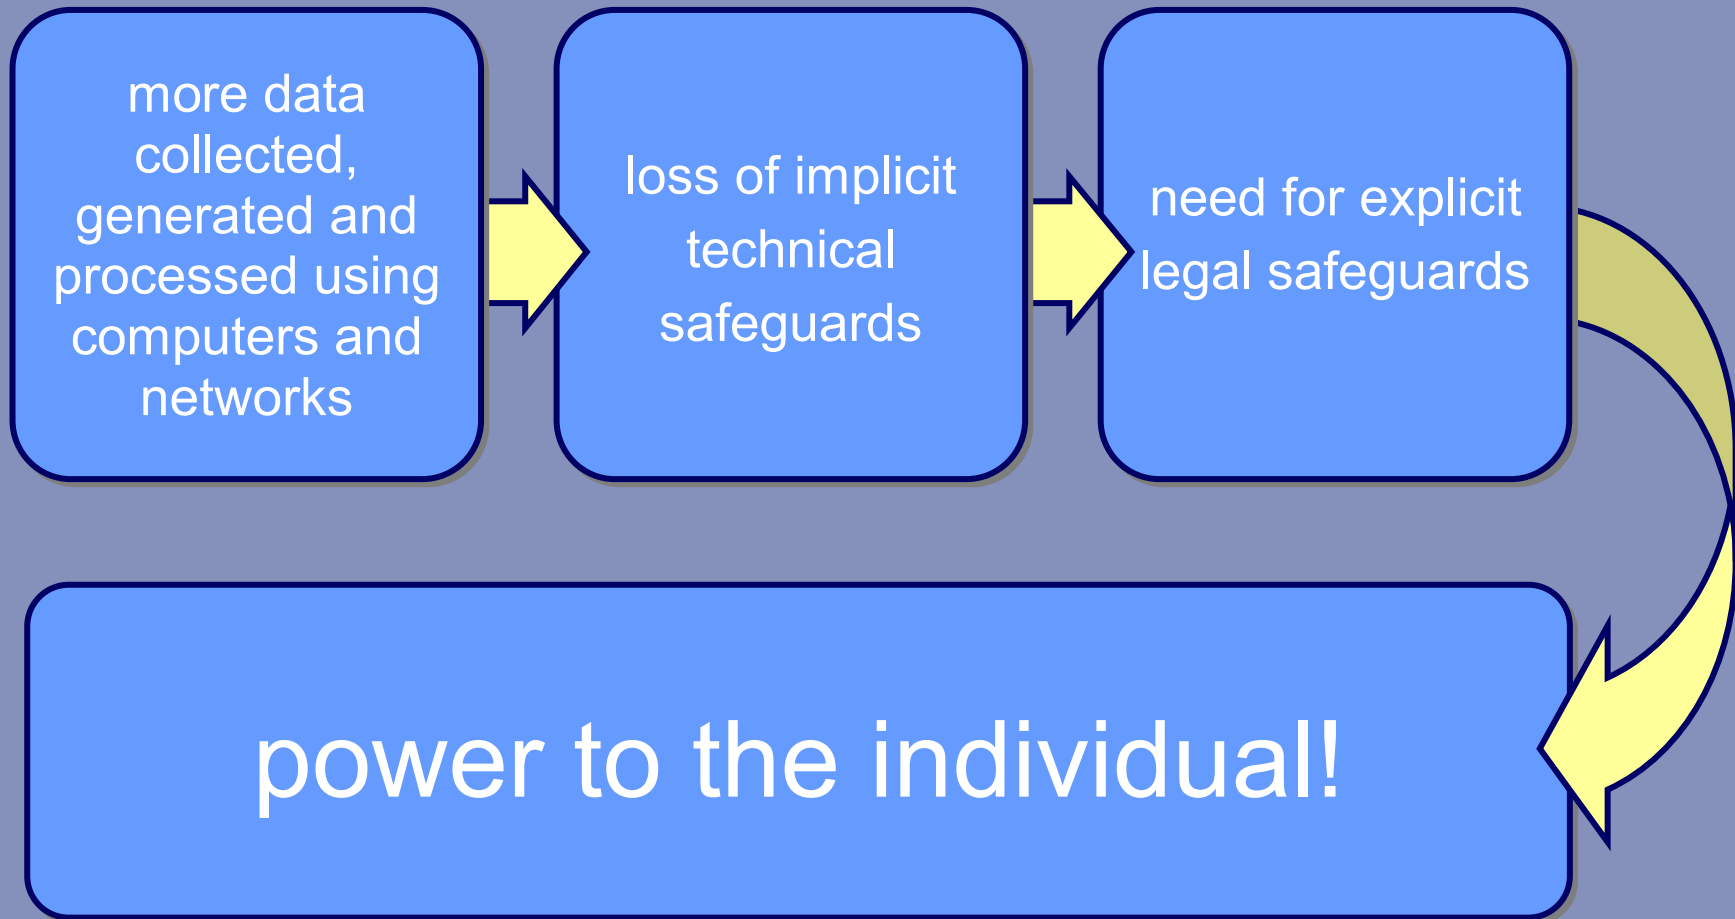 more data
collected,
generated and
processed using
computers and
networks
loss of implicit
technical
safeguards
need for explicit
legal safeguards
power to the individual!